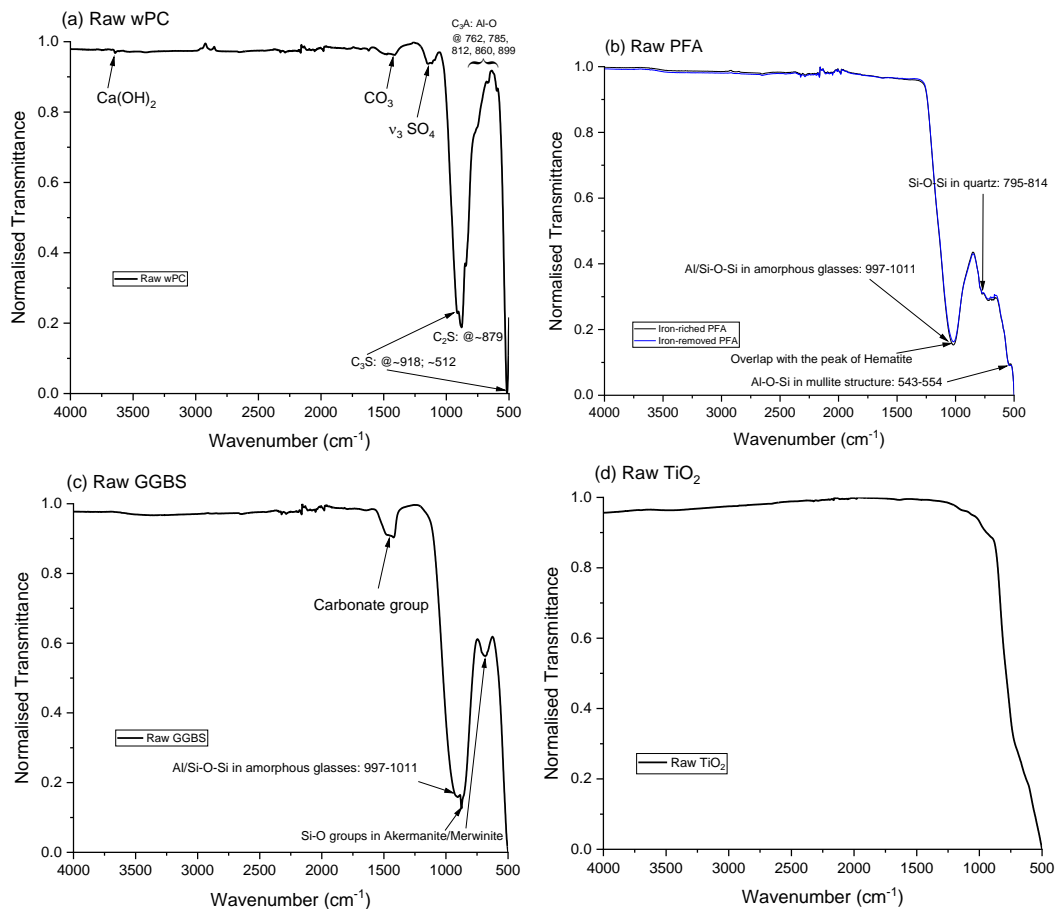 (a) Raw wPC
C₃A: Al-O
@ 762, 785,
812, 860, 899
1.0
0.8
0.6
0.4
0.2
0.0
Normalised Transmittance
Ca(OH)₂
CO₃
ν₃ SO₄
Raw wPC
C₂S: @~879
C₃S: @~918; ~512
4000 3500 3000 2500 2000 1500 1000 500
Wavenumber (cm⁻¹)
(b) Raw PFA
1.0
0.8
0.6
0.4
0.2
0.0
Normalised Transmittance
Si-O-Si in quartz: 795-814
Al/Si-O-Si in amorphous glasses: 997-1011
Iron-riched PFA
Iron-removed PFA
Overlap with the peak of Hematite
Al-O-Si in mullite structure: 543-554
4000 3500 3000 2500 2000 1500 1000 500
Wavenumber (cm⁻¹)
(c) Raw GGBS
1.0
0.8
0.6
0.4
0.2
0.0
Normalised Transmittance
Carbonate group
Raw GGBS
Al/Si-O-Si in amorphous glasses: 997-1011
Si-O groups in Akermanite/Merwinite
4000 3500 3000 2500 2000 1500 1000 500
Wavenumber (cm⁻¹)
(d) Raw TiO₂
1.0
0.8
0.6
0.4
0.2
0.0
Normalised Transmittance
Raw TiO₂
4000 3500 3000 2500 2000 1500 1000 500
Wavenumber (cm⁻¹)